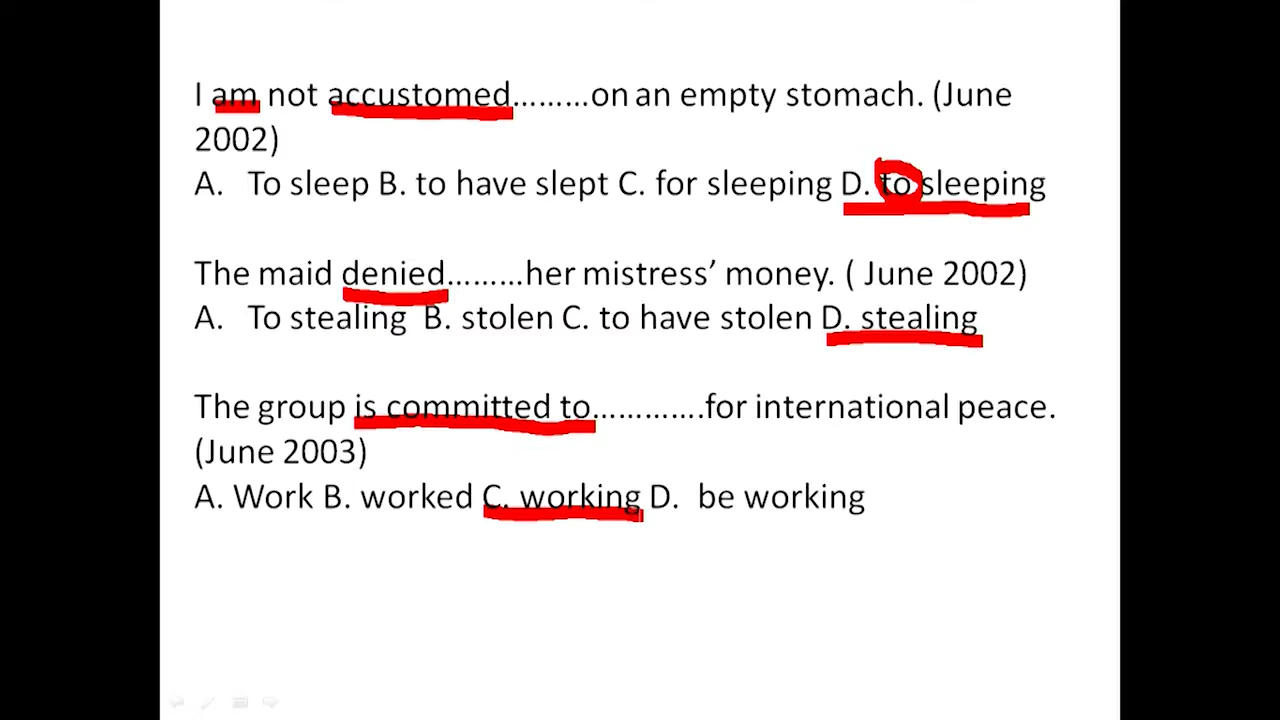 I am not accustomed………on an empty stomach. (June
2002)
A. To sleep B. to have slept C. for sleeping D. to sleeping
The maid denied………her mistress’ money. ( June 2002)
A. To stealing B. stolen C. to have stolen D. stealing
The group is committed to………….for international peace.
(June 2003)
A. Work B. worked C. working D. be working